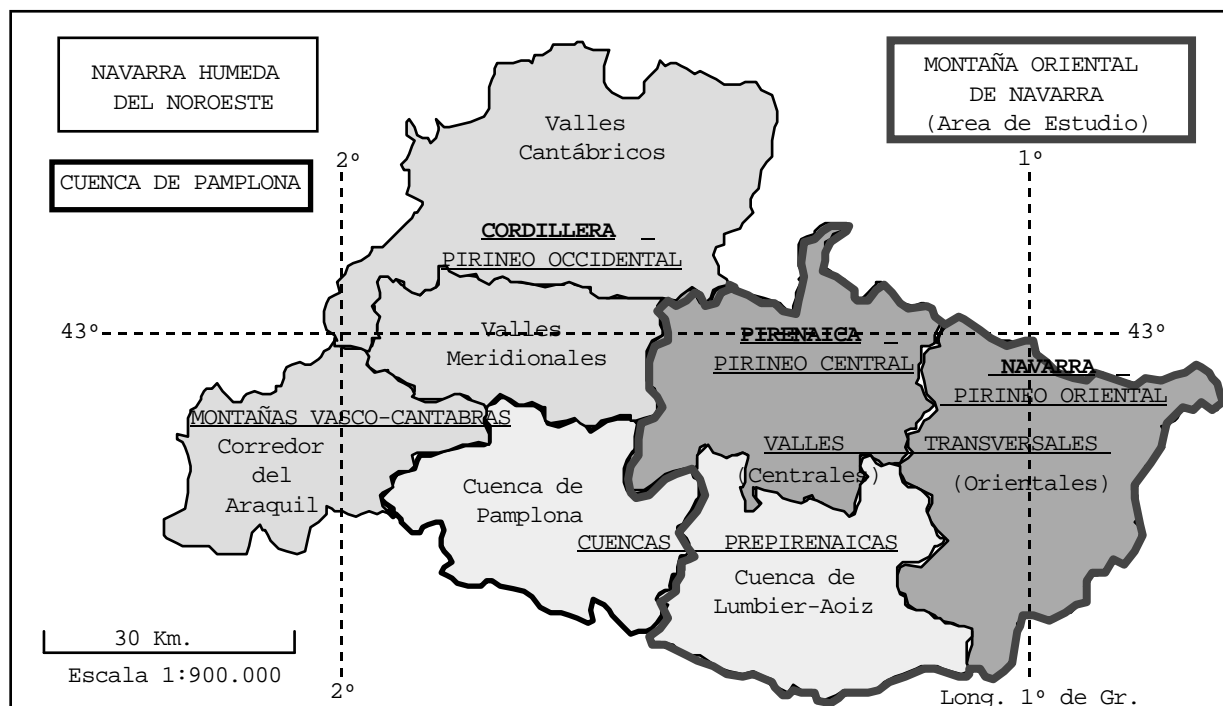 NAVARRA HUMEDA
DEL NOROESTE
MONTAÑA ORIENTAL
DE NAVARRA
(Area de Estudio)
CUENCA DE PAMPLONA
Valles
Cantábricos
2º
1º
CORDILLERA -
PIRINEO OCCIDENTAL
43º
43º
Valles
Meridionales
PIRENAICA -
PIRINEO CENTRAL
NAVARRA -
PIRINEO ORIENTAL
MONTAÑAS VASCO-CANTABRAS
Corredor
del
Araquil
VALLES TRANSVERSALES
(Centrales)
(Orientales)
Cuenca de
Pamplona
CUENCAS PREPIRENAICAS
Cuenca de
Lumbier-Aoiz
30 Km.
Escala 1:900.000
2º
Long. 1º de Gr.